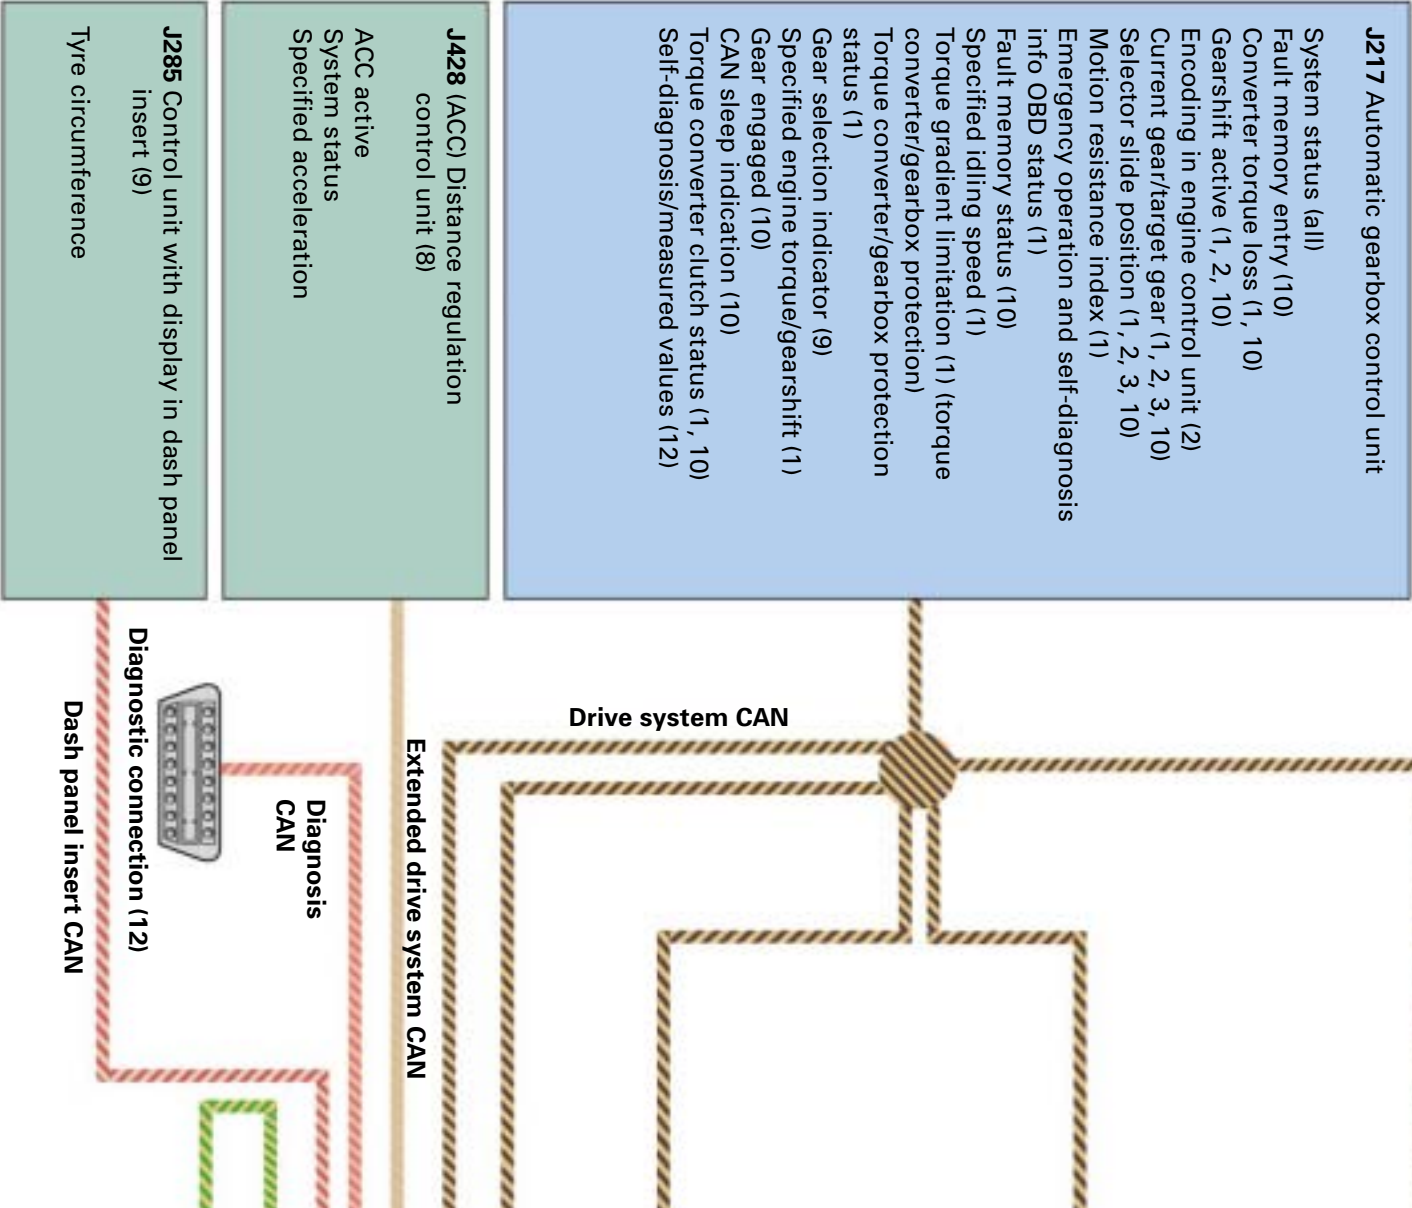 J217 Automatic gearbox control unit
System status (all)
Fault memory entry (10)
Converter torque loss (1, 10)
Gearshift active (1, 2, 10)
Encoding in engine control unit (2)
Current gear/target gear (1, 2, 3, 10)
Selector slide position (1, 2, 3, 10)
Motion resistance index (1)
Emergency operation and self-diagnosis
info OBD status (1)
Fault memory status (10)
Specified idling speed (1)
Torque gradient limitation (1) (torque
converter/gearbox protection)
Torque converter/gearbox protection
status (1)
Gear selection indicator (9)
Specified engine torque/gearshift (1)
Gear engaged (10)
CAN sleep indication (10)
Torque converter clutch status (1, 10)
Self-diagnosis/measured values (12)
J428 (ACC) Distance regulation
control unit (8)
ACC active
System status
Specified acceleration
J285 Control unit with display in dash panel
insert (9)
Tyre circumference
Drive system CAN
Extended drive system CAN
Diagnosis
CAN
Diagnostic connection (12)
Dash panel insert CAN